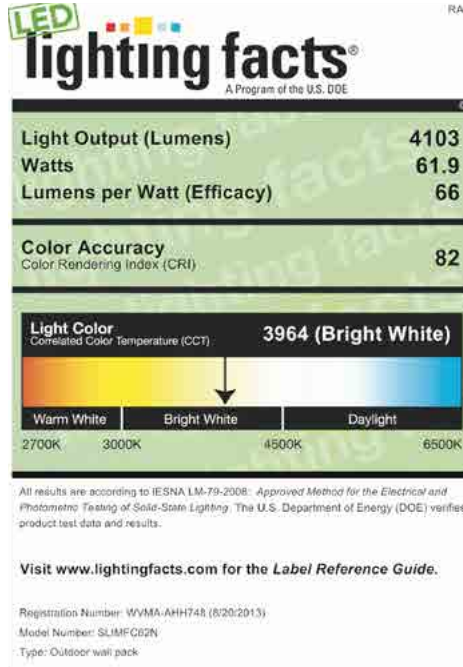 RA
LED
lighting facts®
A Program of the U.S. DOE
Light Output (Lumens) 4103
Watts 61.9
Lumens per Watt (Efficacy) 66
Color Accuracy 82
Color Rendering Index (CRI)
Light Color 3964 (Bright White)
Correlated Color Temperature (CCT)
Warm White Bright White Daylight
2700K 3000K 4500K 6500K
All results are according to IESNA LM-79-2008: Approved Method for the Electrical and
Photometric Testing of Solid-State Lighting. The U.S. Department of Energy (DOE) verifies
product test data and results.
Visit www.lightingfacts.com for the Label Reference Guide.
Registration Number: WVMA-AHH748 (8/20/2013)
Model Number: SLIMFC62N
Type: Outdoor wall pack